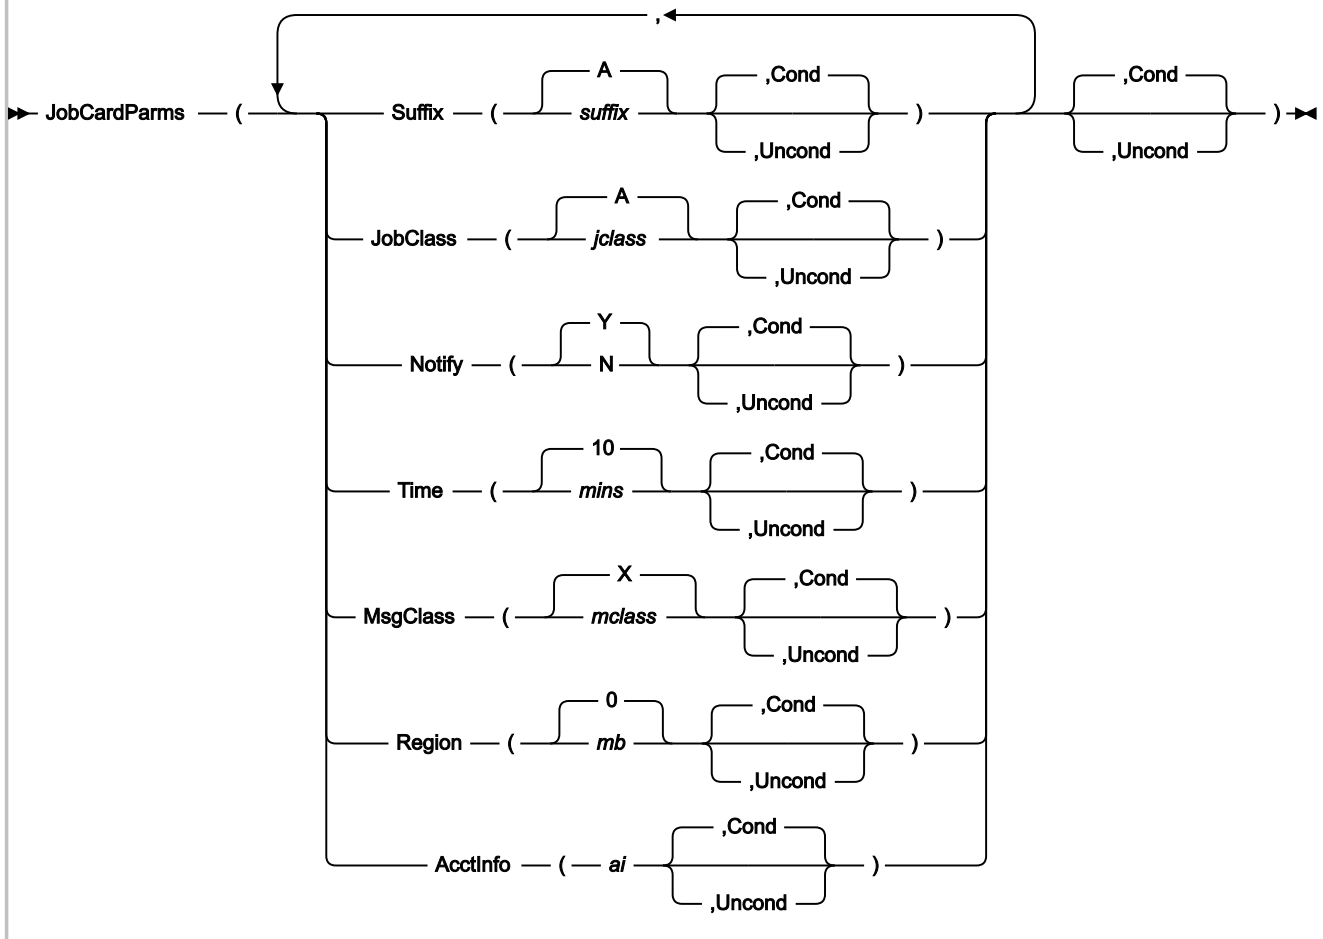 ,
A ,Cond ,Cond
JobCardParms ( Suffix ( suffix ) )
,Uncond ,Uncond
A ,Cond
JobClass ( jclass )
,Uncond
Y ,Cond
Notify ( N )
,Uncond
10 ,Cond
Time ( mins )
,Uncond
X ,Cond
MsgClass ( mclass )
,Uncond
0 ,Cond
Region ( mb )
,Uncond
,Cond
AcctInfo ( ai )
,Uncond